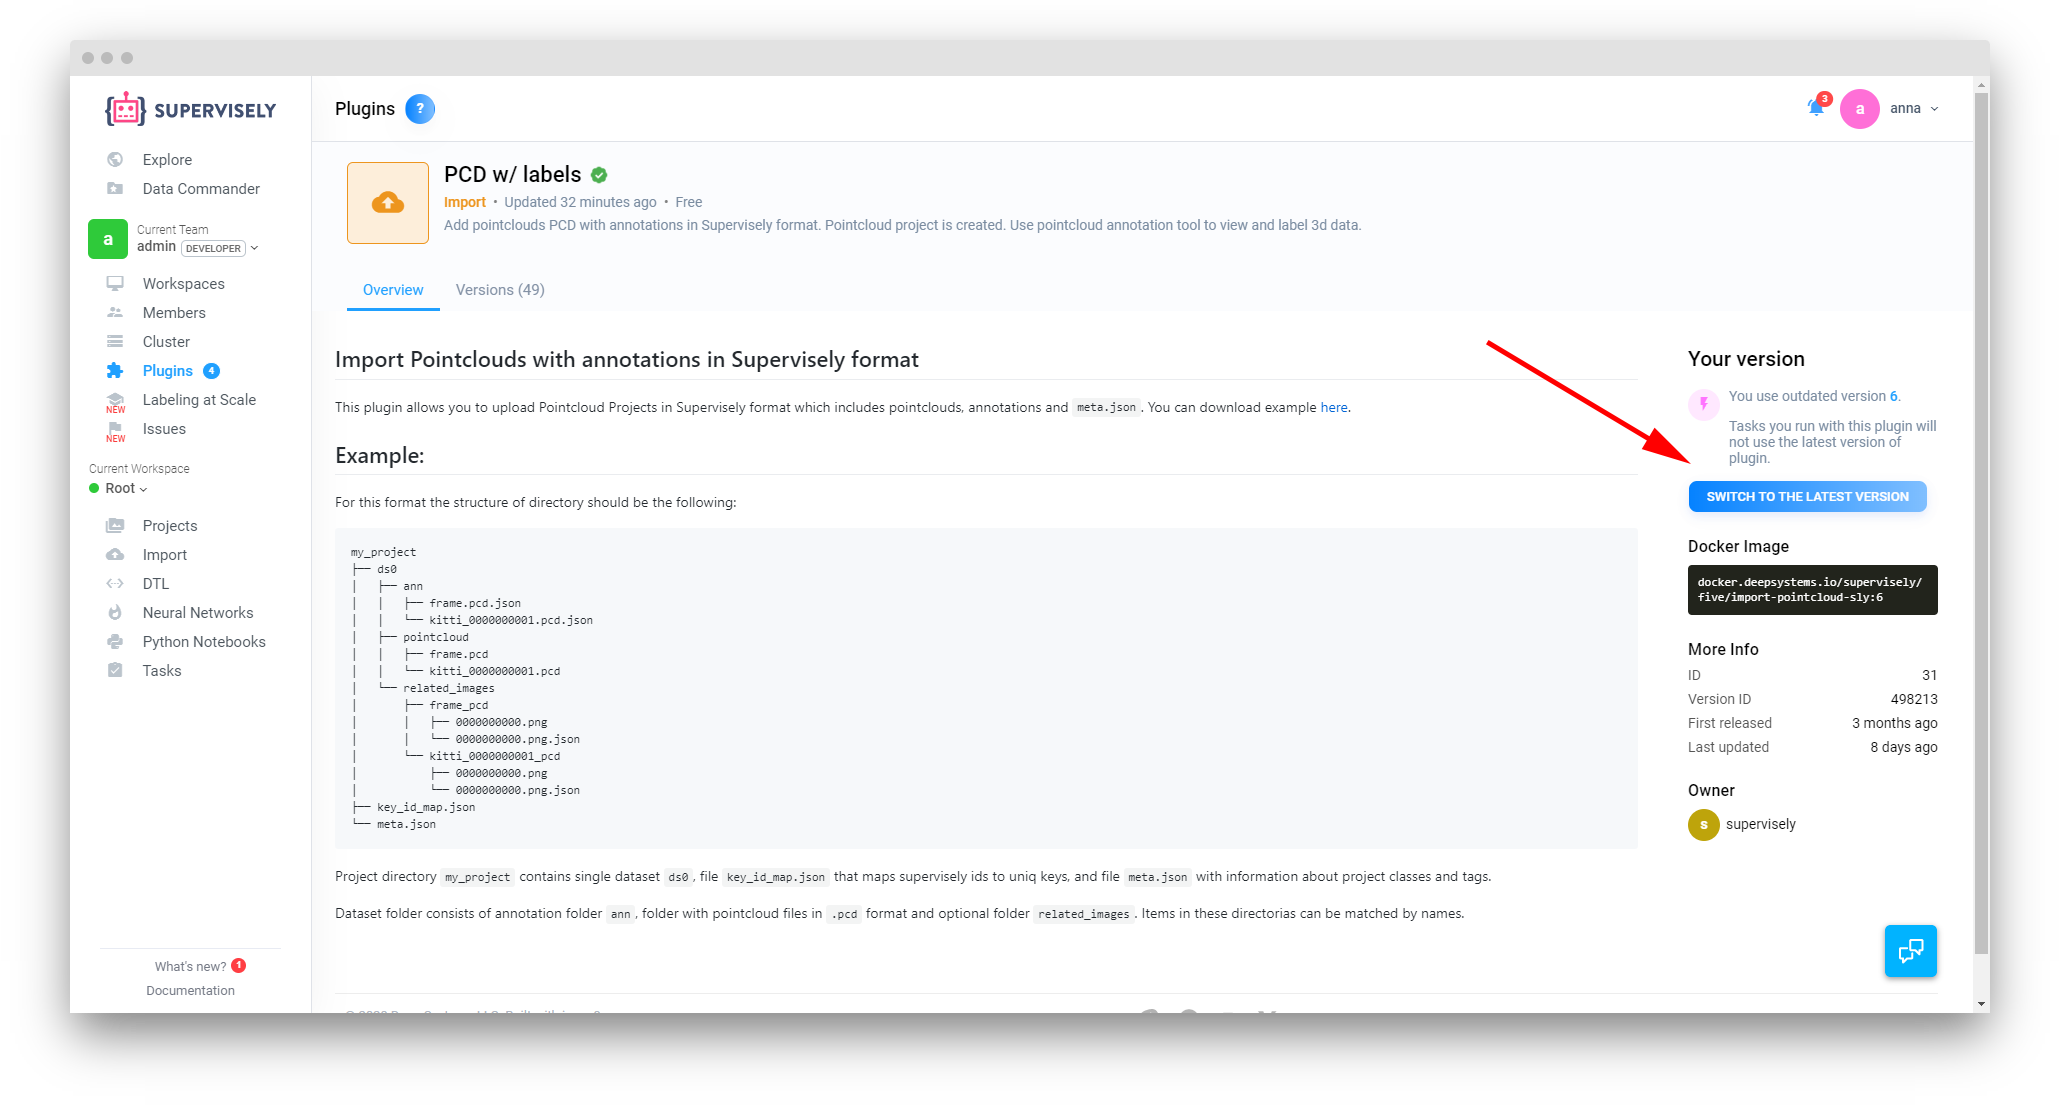 SUPERVISELY
Explore
Data Commander
a
Current Team
admin DEVELOPER
Workspaces
Members
Cluster
Plugins 4
Labeling at Scale
NEW
Issues
NEW
Current Workspace
Root
Projects
Import
DTL
Neural Networks
Python Notebooks
Tasks
What's new? 1
Documentation
Plugins ?
3
a anna
PCD w/ labels
Import • Updated 32 minutes ago • Free
Add pointclouds PCD with annotations in Supervisely format. Pointcloud project is created. Use pointcloud annotation tool to view and label 3d data.
Overview Versions (49)
Import Pointclouds with annotations in Supervisely format
This plugin allows you to upload Pointcloud Projects in Supervisely format which includes pointclouds, annotations and meta.json. You can download example here.
Example:
For this format the structure of directory should be the following:
my_project
├── ds0
│   ├── ann
│   │   ├── frame.pcd.json
│   │   └── kitti_0000000001.pcd.json
│   ├── pointcloud
│   │   ├── frame.pcd
│   │   └── kitti_0000000001.pcd
│   └── related_images
│       ├── frame_pcd
│       │   ├── 0000000000.png
│       │   └── 0000000000.png.json
│       └── kitti_0000000001_pcd
│           ├── 0000000000.png
│           └── 0000000000.png.json
├── key_id_map.json
└── meta.json
Project directory my_project contains single dataset ds0, file key_id_map.json that maps supervisely ids to uniq keys, and file meta.json with information about project classes and tags.
Dataset folder consists of annotation folder ann, folder with pointcloud files in .pcd format and optional folder related_images. Items in these directorias can be matched by names.
Your version
You use outdated version 6.
Tasks you run with this plugin will
not use the latest version of
plugin.
SWITCH TO THE LATEST VERSION
Docker Image
docker.deepsystems.io/supervisely/
five/import-pointcloud-sly:6
More Info
ID 31
Version ID 498213
First released 3 months ago
Last updated 8 days ago
Owner
s supervisely